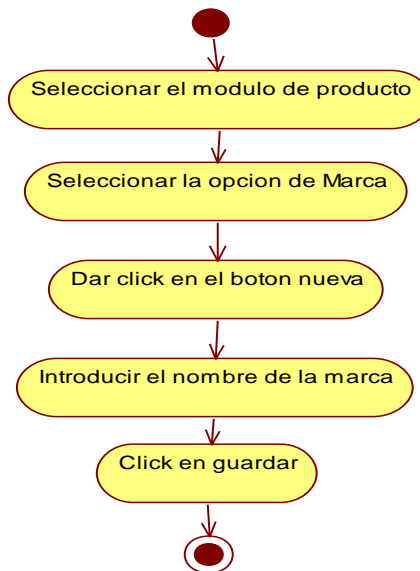 Seleccionar el modulo de producto
Seleccionar la opcion de Marca
Dar click en el boton nueva
Introducir el nombre de la marca
Click en guardar